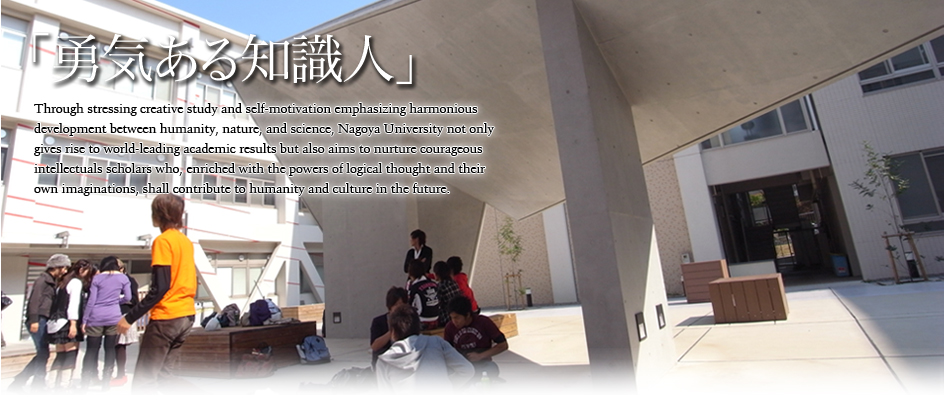 「勇気ある知識人」
Through stressing creative study and self-motivation emphasizing harmonious
development between humanity, nature, and science, Nagoya University not only
gives rise to world-leading academic results but also aims to nurture courageous
intellectuals scholars who, enriched with the powers of logical thought and their
own imaginations, shall contribute to humanity and culture in the future.